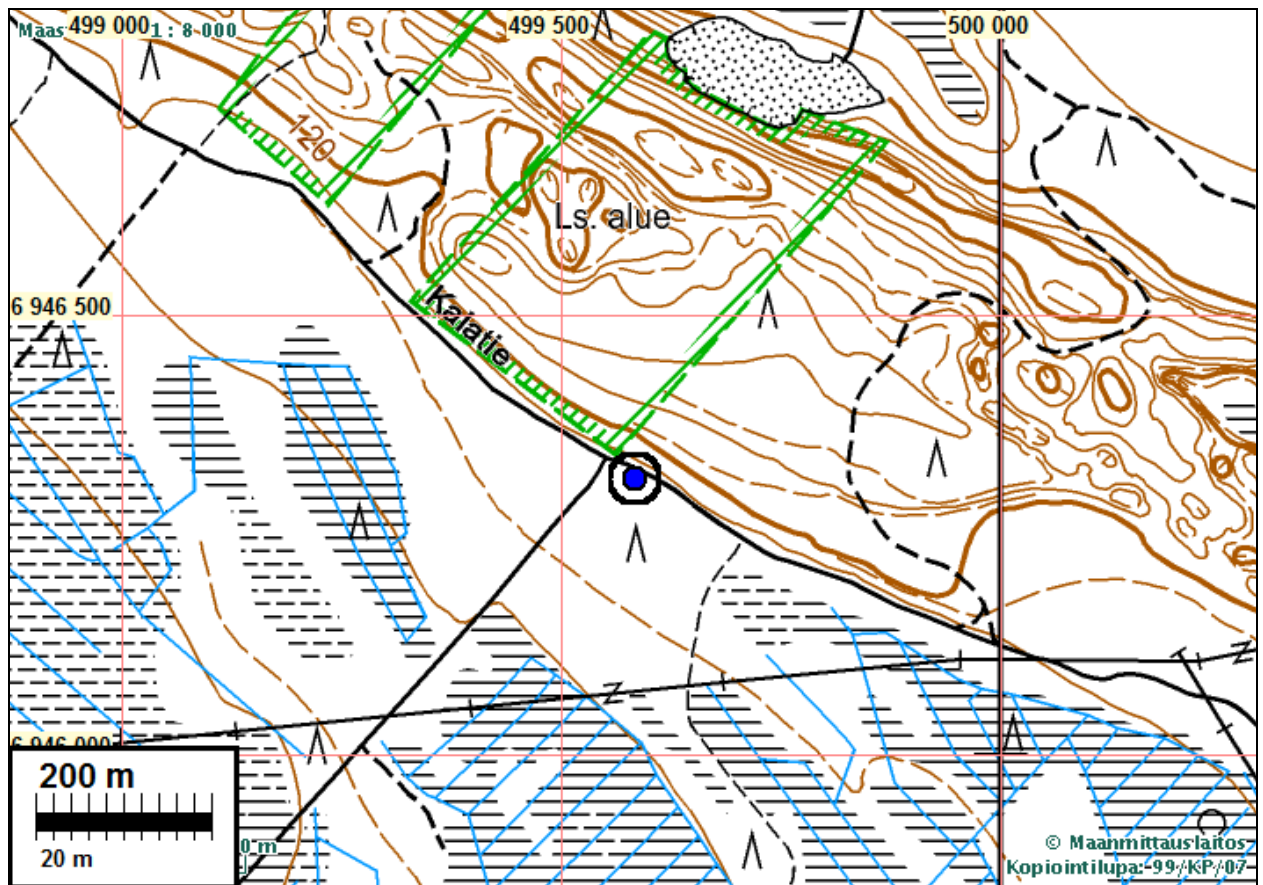 Maas 1 : 8 000
499 000
499 500
500 000
120
Ls. alue
6 946 500
Kalatie
Z
Z
6 946 000
200 m
20 m
0 m
© Maanmittauslaitos
Kopiointilupa:-99/KP/07